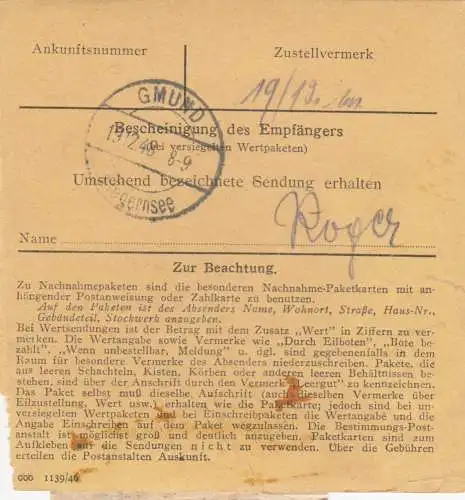 Ankunftsnummer
Zustellvermerk
19/12.
GMUND
19.12.48 8-9
Tegernsee
Bescheinigung des Empfängers
(bei versiegelten Wertpaketen)
Umstehend bezeichnete Sendung erhalten
Name
Roger
Zur Beachtung.
Zu Nachnahmepaketen sind die besonderen Nachnahme-Paketkarten mit an-
hängender Postanweisung oder Zahlkarte zu benutzen.
Auf den Paketen ist der Absenders Name, Wohnort, Straße, Haus-Nr.,
Gebäudeteil, Stockwerk anzugeben.
Bei Wertsendungen ist der Betrag mit dem Zusatz „Wert" in Ziffern zu ver-
merken. Die Wertangabe sowie Vermerke wie „Durch Eilboten", „Bote be-
zahlt", „Wenn unbestellbar, Meldung" u. dgl. sind gegebenenfalls in dem
Raum für besondere Vermerke des Absenders niederzuschreiben. Pakete, die
aus leeren Schachteln, Kisten, Körben oder anderen leeren Behältnissen be-
stehen, sind über der Anschrift durch den Vermerk „Leergut" zu kennzeichnen.
Das Paket selbst muß dieselbe Aufschrift (auch dieselben Vermerke über
Eilzustellung, Wert usw.) erhalten wie die Paketkarte; jedoch sind bei un-
versiegelten Wertpaketen und bei Einschreibpaketen die Wertangabe und die
Angabe Einschreiben auf dem Paket wegzulassen. Die Bestimmungs-Post-
anstalt ist möglichst groß und deutlich anzugeben. Paketkarten sind zum
Aufkleben auf die Sendungen nicht zu verwenden. Über die Gebühren
erteilen die Postanstalten Auskunft.
000 1139/46